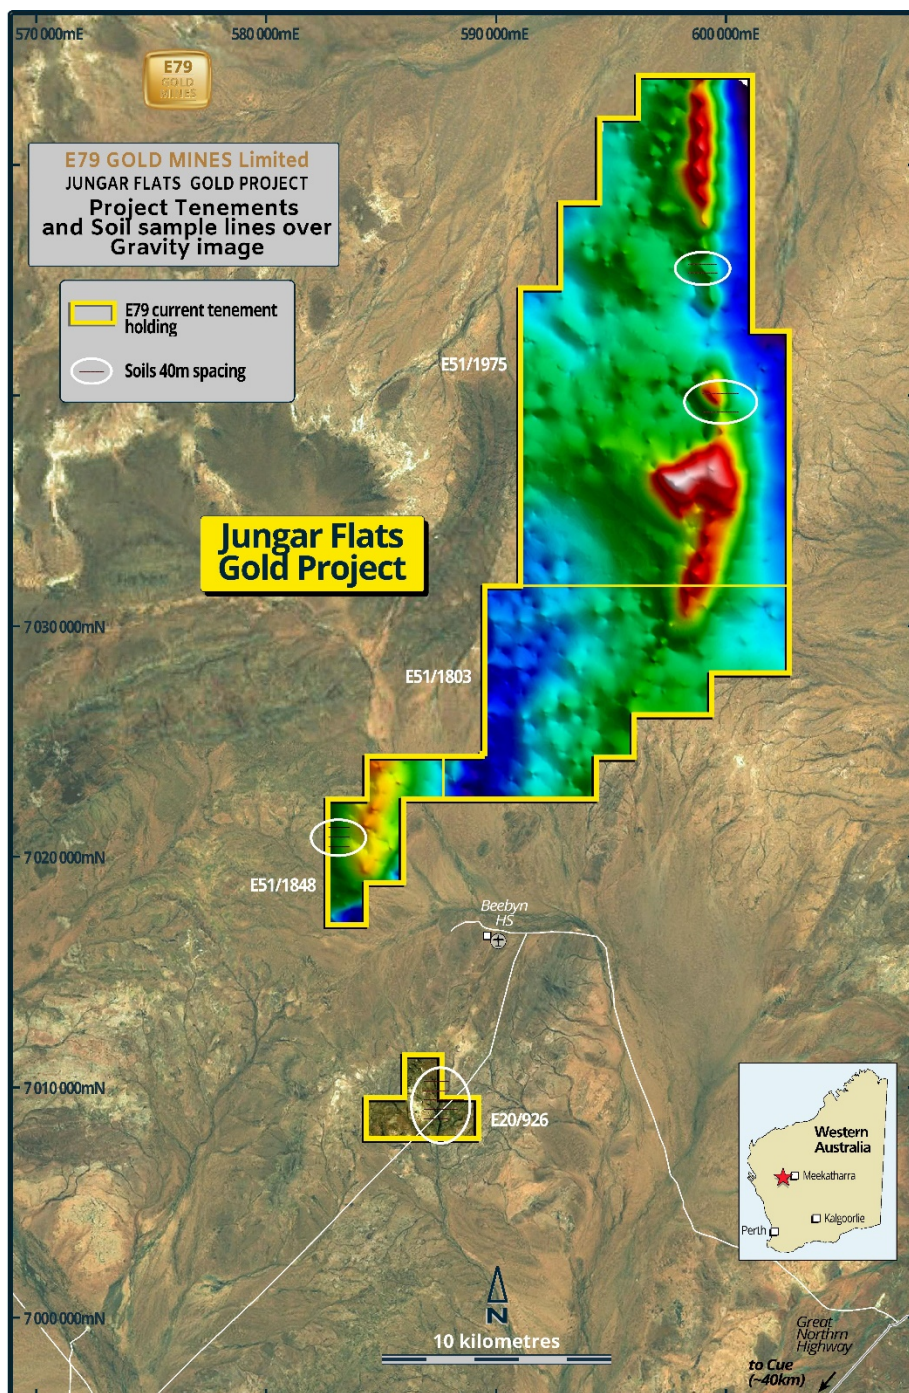 570 000mE
580 000mE
590 000mE
600 000mE
E79
GOLD
MINES
E79 GOLD MINES Limited
JUNGAR FLATS GOLD PROJECT
Project Tenements
and Soil sample lines over
Gravity image
E79 current tenement
holding
Soils 40m spacing
E51/1975
Jungar Flats
Gold Project
7 030 000mN
E51/1803
7 020 000mN
E51/1848
Beebyn
HS
7 010 000mN
E20/926
Western
Australia
Meekatharra
Kalgoorlie
Perth
7 000 000mN
N
10 kilometres
Great
Northrn
Highway
to Cue
(~40km)